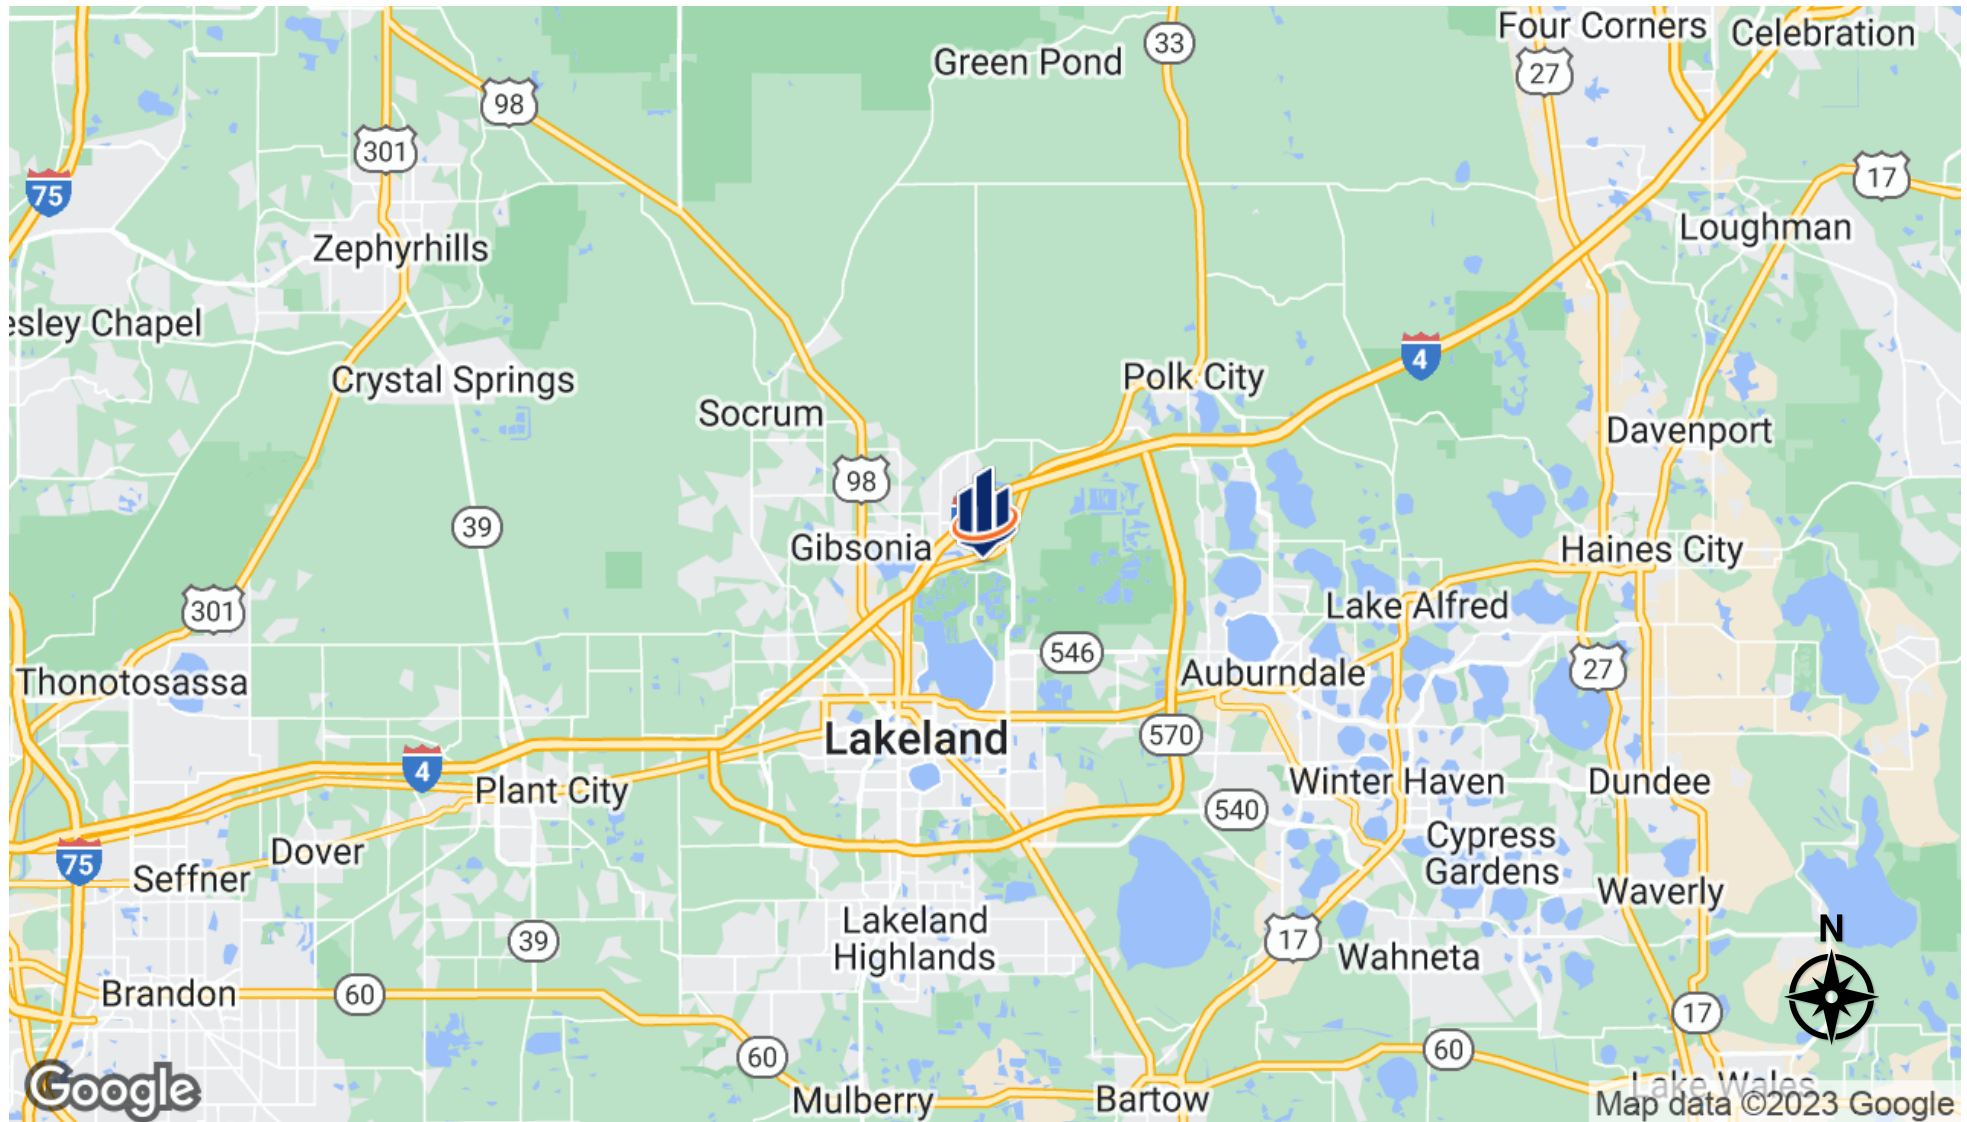 Four Corners
Celebration
Green Pond
33
27
98
301
75
17
Zephyrhills
Loughman
esley Chapel
4
Crystal Springs
Polk City
Socrum
Davenport
98
39
Gibsonia
Haines City
301
Lake Alfred
546
27
Thonotosassa
Auburndale
Lakeland
570
4
Plant City
Winter Haven
Dundee
540
Dover
75
Seffner
Cypress
Gardens
Waverly
Lakeland
Highlands
39
17
Wahneta
N
Brandon
60
17
60
60
Google
Mulberry
Bartow
Lake Wales
Map data ©2023 Google